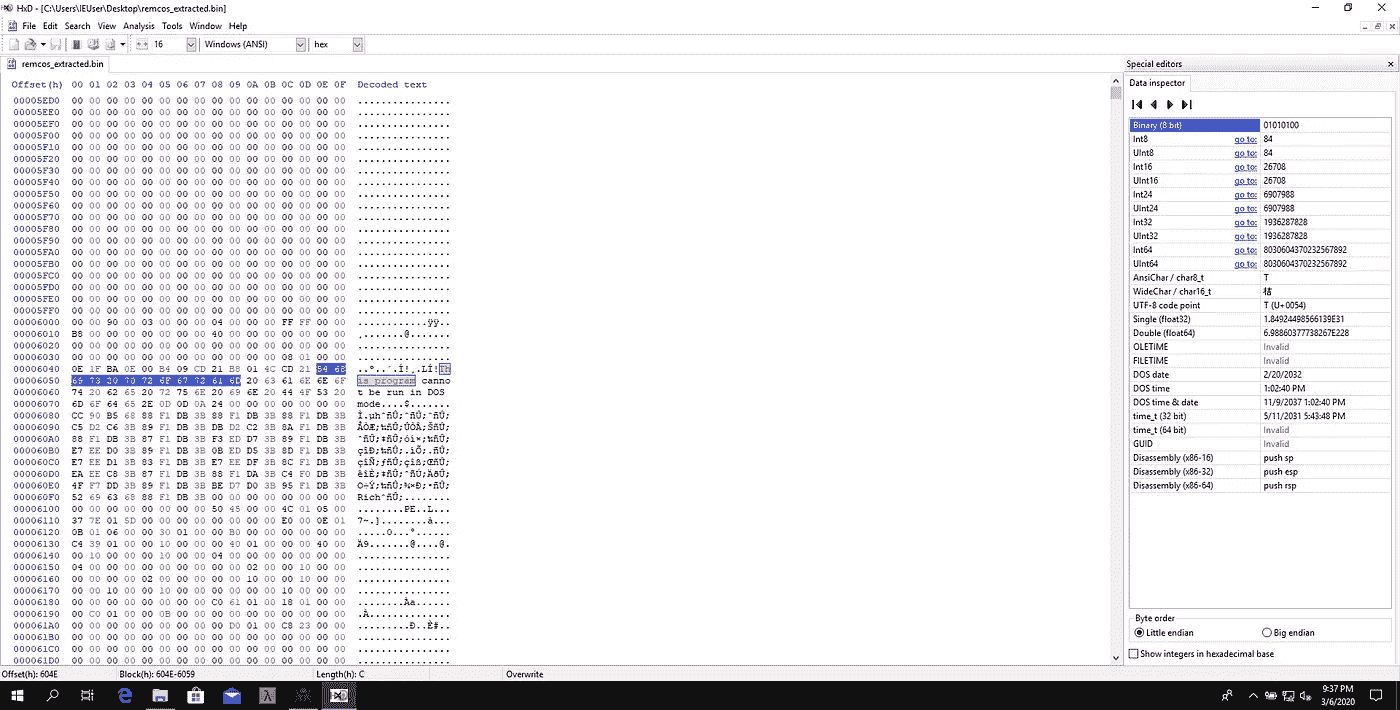 HxD - [C:\Users\IEUser\Desktop\remcos_extracted.bin]
File Edit Search View Analysis Tools Window Help
16 Windows (ANSI) hex
remcos_extracted.bin
Offset(h) 00 01 02 03 04 05 06 07 08 09 0A 0B 0C 0D 0E 0F Decoded text
00005ED0 00 00 00 00 00 00 00 00 00 00 00 00 00 00 00 00 ................
00005EE0 00 00 00 00 00 00 00 00 00 00 00 00 00 00 00 00 ................
00005EF0 00 00 00 00 00 00 00 00 00 00 00 00 00 00 00 00 ................
00005F00 00 00 00 00 00 00 00 00 00 00 00 00 00 00 00 00 ................
00005F10 00 00 00 00 00 00 00 00 00 00 00 00 00 00 00 00 ................
00005F20 00 00 00 00 00 00 00 00 00 00 00 00 00 00 00 00 ................
00005F30 00 00 00 00 00 00 00 00 00 00 00 00 00 00 00 00 ................
00005F40 00 00 00 00 00 00 00 00 00 00 00 00 00 00 00 00 ................
00005F50 00 00 00 00 00 00 00 00 00 00 00 00 00 00 00 00 ................
00005F60 00 00 00 00 00 00 00 00 00 00 00 00 00 00 00 00 ................
00005F70 00 00 00 00 00 00 00 00 00 00 00 00 00 00 00 00 ................
00005F80 00 00 00 00 00 00 00 00 00 00 00 00 00 00 00 00 ................
00005F90 00 00 00 00 00 00 00 00 00 00 00 00 00 00 00 00 ................
00005FA0 00 00 00 00 00 00 00 00 00 00 00 00 00 00 00 00 ................
00005FB0 00 00 00 00 00 00 00 00 00 00 00 00 00 00 00 00 ................
00005FC0 00 00 00 00 00 00 00 00 00 00 00 00 00 00 00 00 ................
00005FD0 00 00 00 00 00 00 00 00 00 00 00 00 00 00 00 00 ................
00005FE0 00 00 00 00 00 00 00 00 00 00 00 00 00 00 00 00 ................
00005FF0 00 00 00 00 00 00 00 00 00 00 00 00 00 00 00 00 ................
00006000 00 00 90 00 03 00 00 00 04 00 00 00 FF FF 00 00 ............ÿÿ..
00006010 B8 00 00 00 00 00 00 00 40 00 00 00 00 00 00 00 ¸.......@.......
00006020 00 00 00 00 00 00 00 00 00 00 00 00 00 00 00 00 ................
00006030 00 00 00 00 00 00 00 00 00 00 00 00 08 01 00 00 ................
00006040 0E 1F BA 0E 00 B4 09 CD 21 B8 01 4C CD 21 54 68 ..º..´.Í!¸.LÍ!Th
00006050 69 73 20 70 72 6F 67 72 61 6D 20 63 61 6E 6E 6F is program canno
00006060 74 20 62 65 20 72 75 6E 20 69 6E 20 44 4F 53 20 t be run in DOS
00006070 6D 6F 64 65 2E 0D 0D 0A 24 00 00 00 00 00 00 00 mode....$.......
00006080 CC 90 B5 68 88 F1 DB 3B 88 F1 DB 3B 88 F1 DB 3B Ì.µhˆñÛ;ˆñÛ;ˆñÛ;
00006090 C5 D2 C6 3B 89 F1 DB 3B DB D2 C2 3B 8A F1 DB 3B ÅÒÆ;‰ñÛ;ÛÒÂ;ŠñÛ;
000060A0 88 F1 DB 3B 87 F1 DB 3B F3 ED D7 3B 89 F1 DB 3B ˆñÛ;‡ñÛ;óí×;‰ñÛ;
000060B0 E7 EE D0 3B 89 F1 DB 3B 0B ED D5 3B 8D F1 DB 3B çîÐ;‰ñÛ;.íÕ;.ñÛ;
000060C0 E7 EE D1 3B 83 F1 DB 3B E7 EE DF 3B 8C F1 DB 3B çîÑ;ƒñÛ;çîß;ŒñÛ;
000060D0 EA EE C8 3B 87 F1 DB 3B 88 F1 DA 3B C4 F0 DB 3B êîÈ;‡ñÛ;ˆñÚ;ÄðÛ;
000060E0 4F F7 DD 3B 89 F1 DB 3B BE D7 D0 3B 95 F1 DB 3B O÷Ý;‰ñÛ;¾×Ð;•ñÛ;
000060F0 52 69 63 68 88 F1 DB 3B 00 00 00 00 00 00 00 00 RichˆñÛ;........
00006100 00 00 00 00 00 00 00 00 50 45 00 00 4C 01 05 00 ........PE..L...
00006110 37 7E 01 5D 00 00 00 00 00 00 00 00 E0 00 0E 01 7~.]........à...
00006120 0B 01 06 00 00 30 01 00 00 B0 00 00 00 00 00 00 .....0...°......
00006130 C4 39 01 00 00 10 00 00 00 40 01 00 00 00 40 00 Ä9.......@....@.
00006140 00 10 00 00 00 10 00 00 04 00 00 00 00 00 00 00 ................
00006150 04 00 00 00 00 00 00 00 00 00 02 00 00 10 00 00 ................
00006160 00 00 00 00 02 00 00 00 00 00 10 00 00 10 00 00 ................
00006170 00 00 10 00 00 10 00 00 00 00 00 00 10 00 00 00 ................
00006180 00 00 00 00 00 00 00 00 C0 61 01 00 18 01 00 00 ........Àa......
00006190 00 C0 01 00 00 0B 00 00 00 00 00 00 00 00 00 00 .À..............
000061A0 00 00 00 00 00 00 00 00 00 D0 01 00 C8 23 00 00 .........Ð..È#..
000061B0 00 00 00 00 00 00 00 00 00 00 00 00 00 00 00 00 ................
000061C0 00 00 00 00 00 00 00 00 00 00 00 00 00 00 00 00 ................
000061D0 00 00 00 00 00 00 00 00 00 00 00 00 00 00 00 00 ................
Special editors
Data inspector
Binary (8 bit) 01010100
Int8 go to: 84
UInt8 go to: 84
Int16 go to: 26708
UInt16 go to: 26708
Int24 go to: 6907988
UInt24 go to: 6907988
Int32 go to: 1936287828
UInt32 go to: 1936287828
Int64 go to: 8030604370232567892
UInt64 go to: 8030604370232567892
AnsiChar / char8_t T
WideChar / char16_t 桔
UTF-8 code point T (U+0054)
Single (float32) 1.84924498566139E31
Double (float64) 6.98860377738267E228
OLETIME Invalid
FILETIME Invalid
DOS date 2/20/2032
DOS time 1:02:40 PM
DOS time & date 11/9/2037 1:02:40 PM
time_t (32 bit) 5/11/2031 5:43:48 PM
time_t (64 bit) Invalid
GUID Invalid
Disassembly (x86-16) push sp
Disassembly (x86-32) push esp
Disassembly (x86-64) push rsp
Byte order
Little endian Big endian
Show integers in hexadecimal base
Offset(h): 604E Block(h): 604E-6059 Length(h): C Overwrite
9:37 PM
3/6/2020